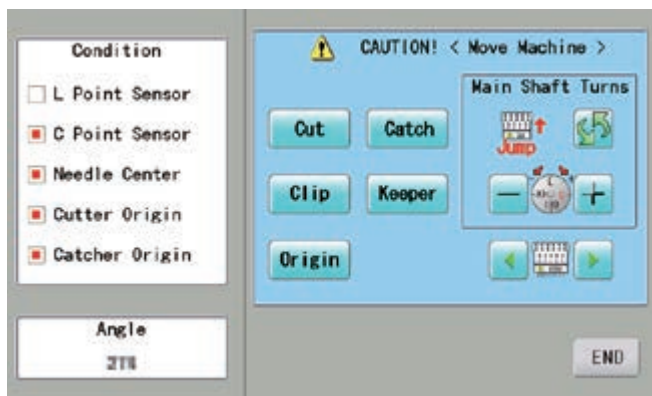 Condition
L Point Sensor
C Point Sensor
Needle Center
Cutter Origin
Catcher Origin
Angle
CAUTION! < Move Machine >
Main Shaft Turns
Cut
Catch
Jump
Clip
Keeper
Origin
END